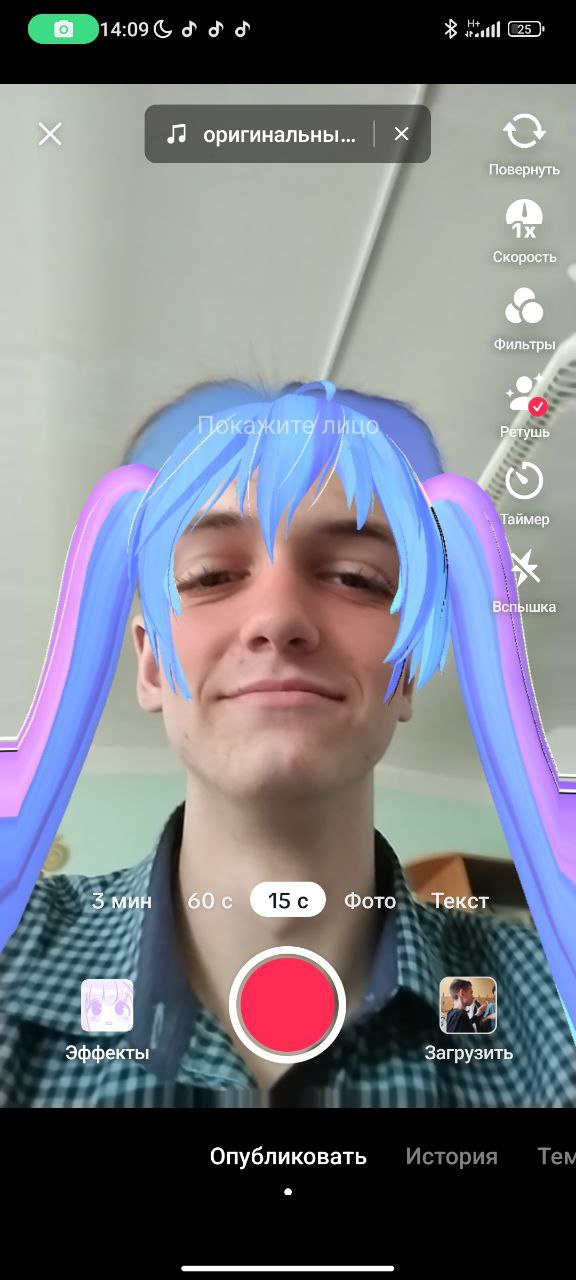 14:09
H+
25
оригинальны...
Повернуть
1x
Скорость
Фильтры
Ретушь
Покажите лицо
Таймер
Вспышка
3 мин 60 с 15 с Фото Текст
Эффекты
Загрузить
Опубликовать История Тем